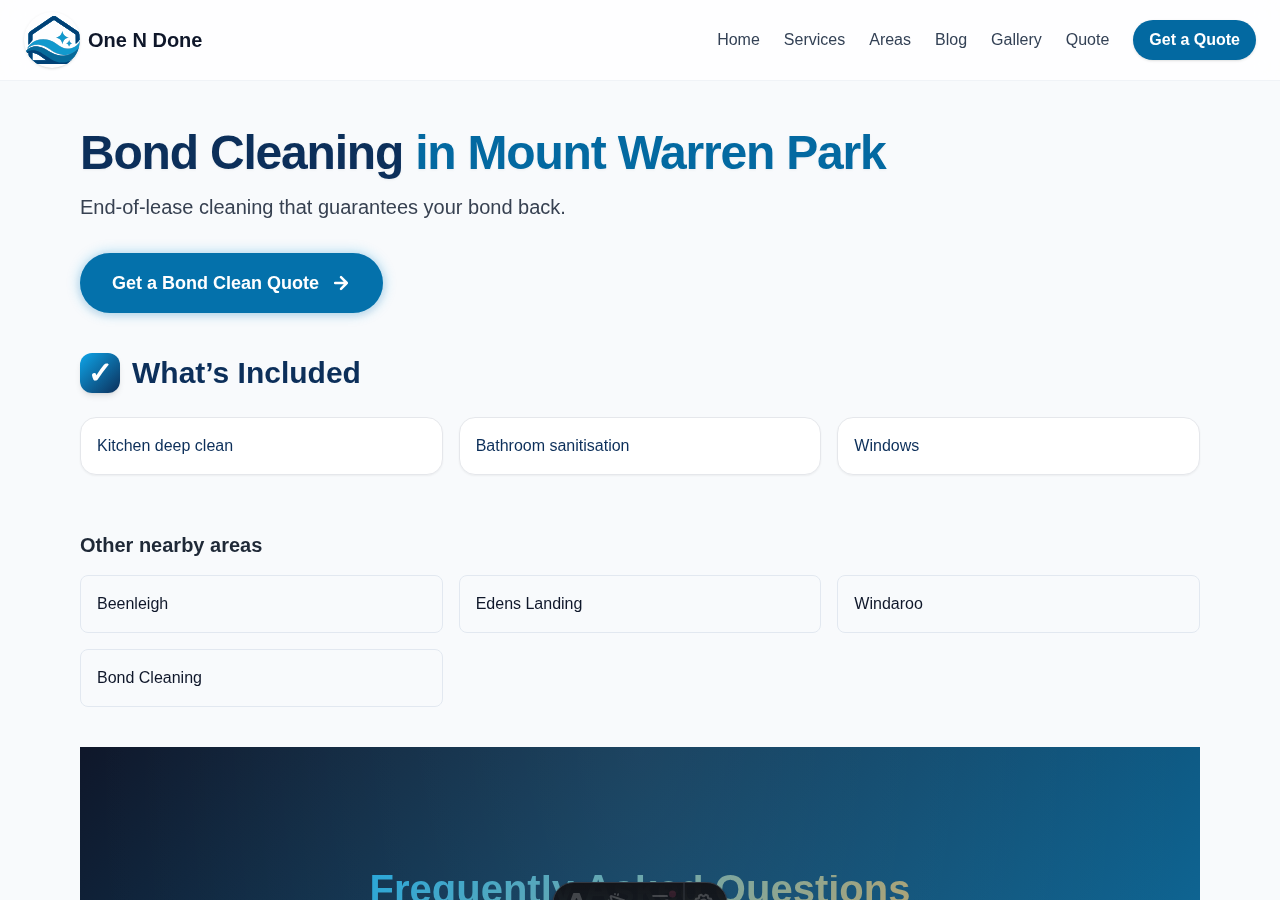 One N Done
Home Services Areas Blog Gallery Quote Get a Quote
Bond Cleaning in Mount Warren Park
End-of-lease cleaning that guarantees your bond back.
Get a Bond Clean Quote →
✓ What’s Included
Kitchen deep clean Bathroom sanitisation Windows
Other nearby areas
Beenleigh Edens Landing Windaroo
Bond Cleaning
Frequently Asked Questions